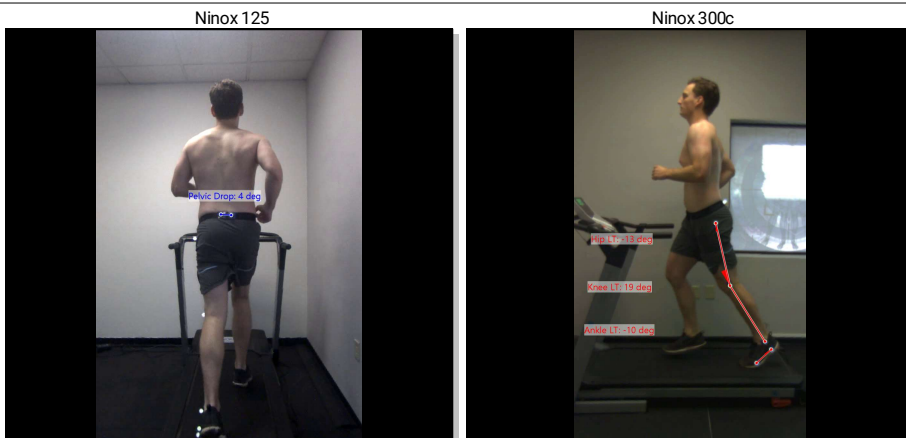 Ninox 125
Ninox 300c
Pelvic Drop: 4 deg
Hip LT: -13 deg
Knee LT: 19 deg
Ankle LT: -10 deg